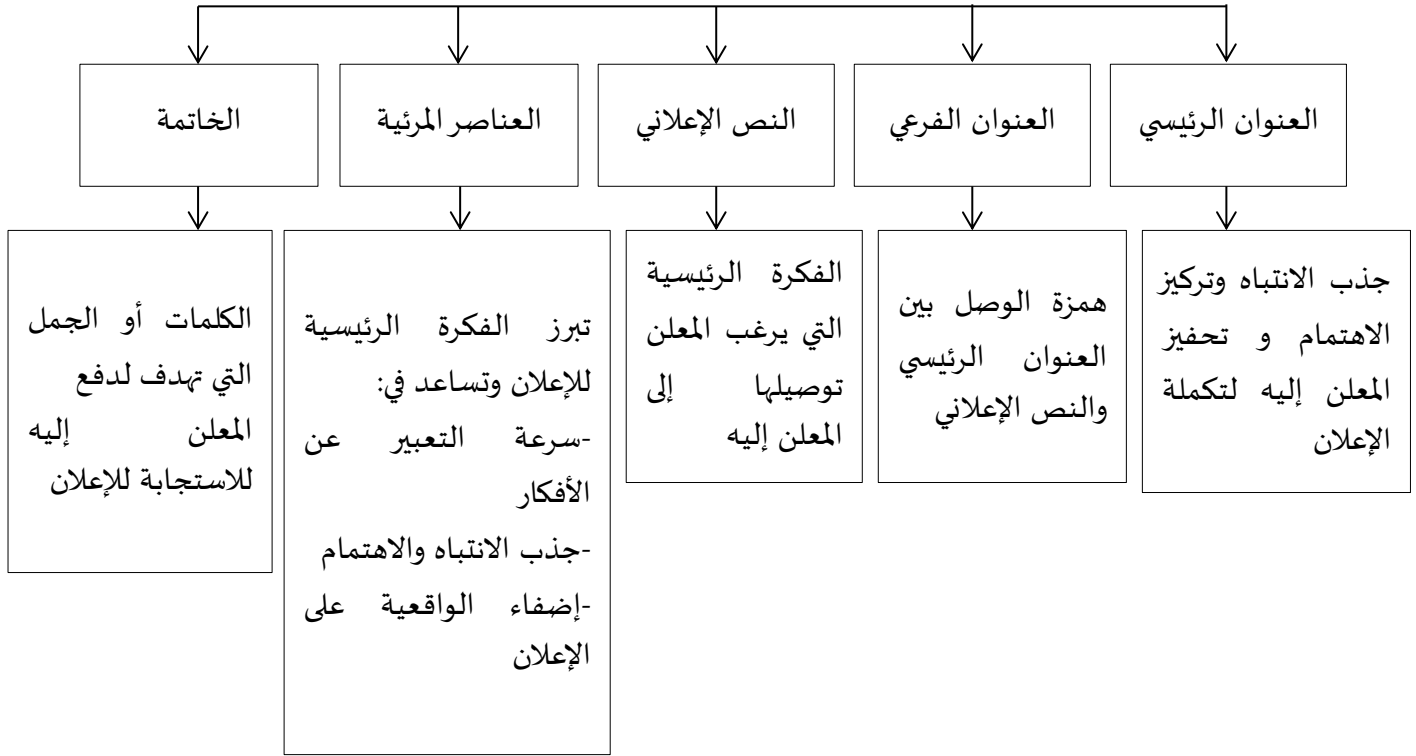 العنوان الرئيسي
العنوان الفرعي
النص الإعلاني
العناصر المرئية
الخاتمة
جذب الانتباه وتركيز
الاهتمام و تحفيز
المعلن إليه لتكملة
الإعلان
همزة الوصل بين
العنوان الرئيسي
والنص الإعلاني
الفكرة الرئيسية
التي يرغب المعلن
توصيلها إلى
المعلن إليه
تبرز الفكرة الرئيسية
للإعلان وتساعد في:
-سرعة التعبير عن
الأفكار
-جذب الانتباه والاهتمام
-إضفاء الواقعية على
الإعلان
الكلمات أو الجمل
التي تهدف لدفع
المعلن إليه
للاستجابة للإعلان